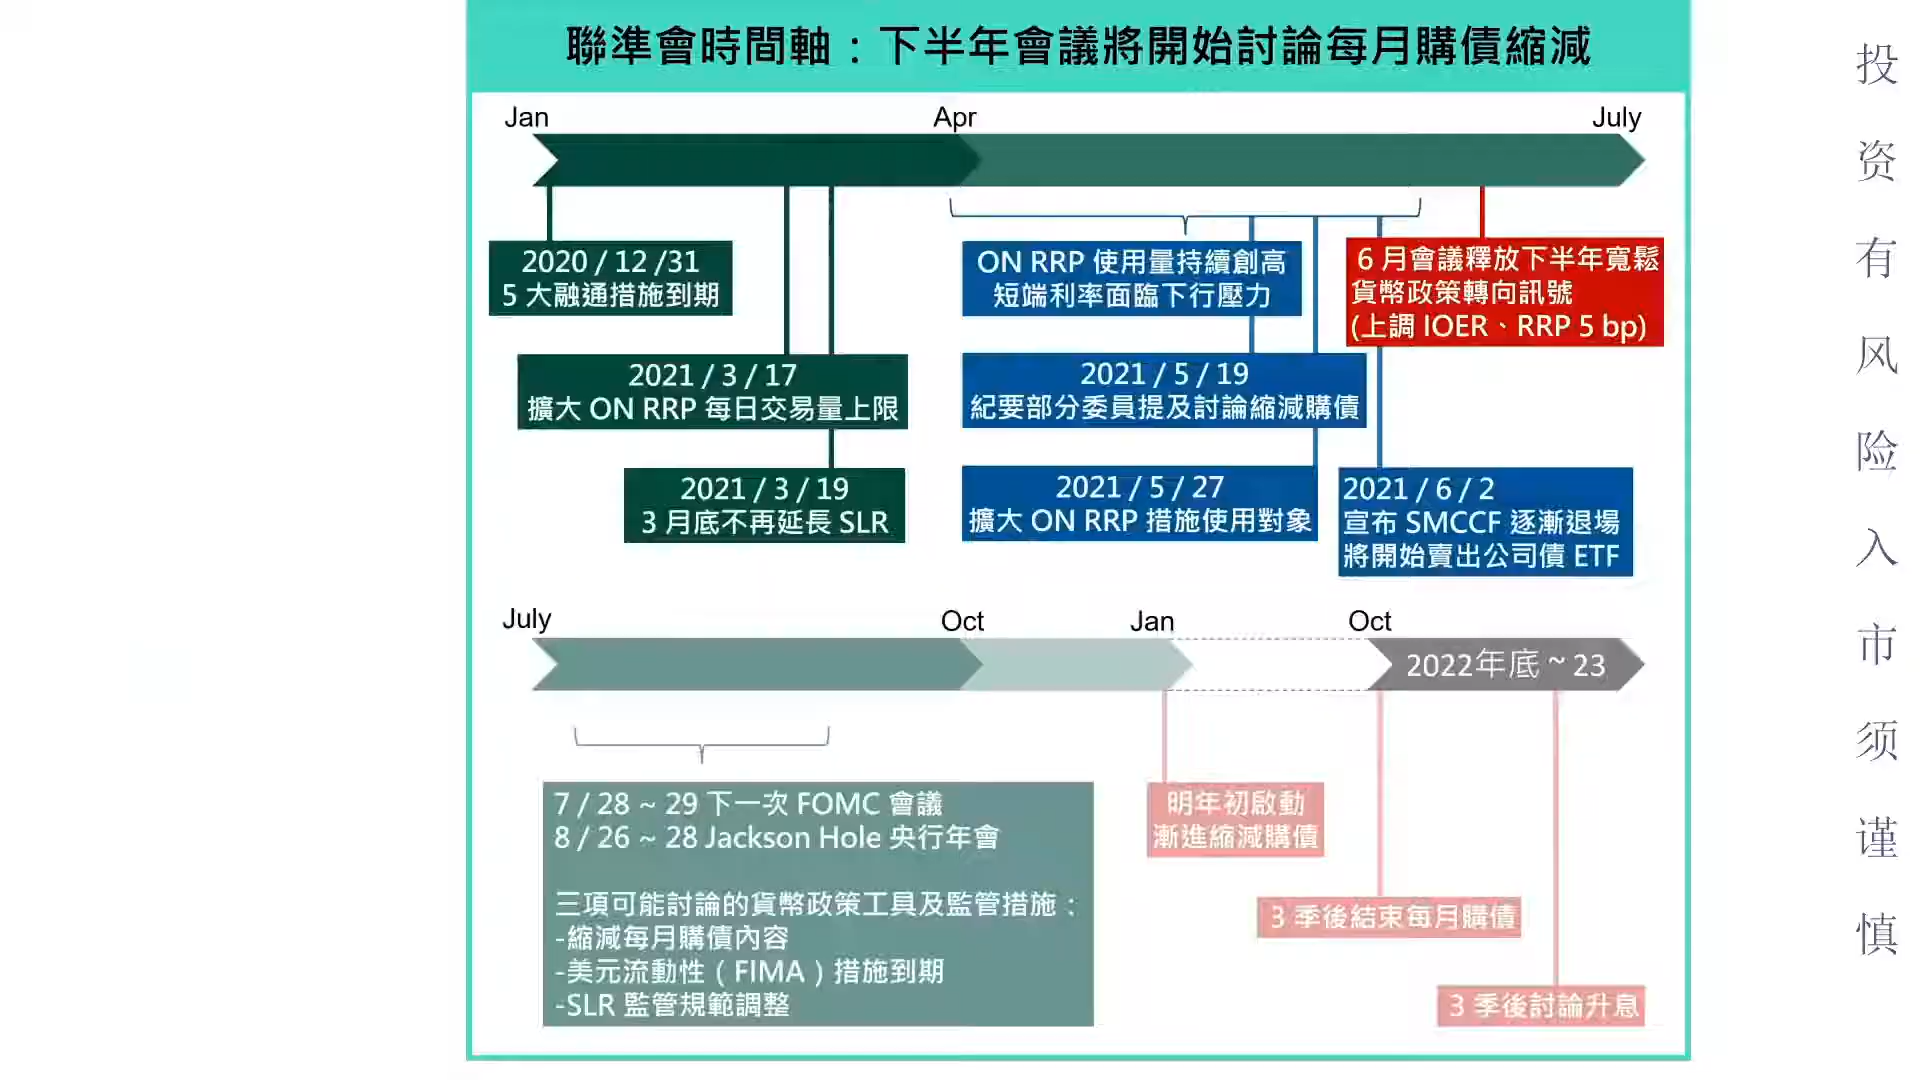 聯準會時間軸：下半年會議將開始討論每月購債縮減
Jan
Apr
July
2020 / 12 /31
5 大融通措施到期
2021 / 3 / 17
擴大 ON RRP 每日交易量上限
2021 / 3 / 19
3 月底不再延長 SLR
ON RRP 使用量持續創高
短端利率面臨下行壓力
2021 / 5 / 19
紀要部分委員提及討論縮減購債
2021 / 5 / 27
擴大 ON RRP 措施使用對象
6 月會議釋放下半年寬鬆
貨幣政策轉向訊號
(上調 IOER、RRP 5 bp)
2021 / 6 / 2
宣布 SMCCF 逐漸退場
將開始賣出公司債 ETF
July
Oct
Jan
Oct
2022年底 ~ 23
7 / 28 ~ 29 下一次 FOMC 會議
8 / 26 ~ 28 Jackson Hole 央行年會
三項可能討論的貨幣政策工具及監管措施：
-縮減每月購債內容
-美元流動性（FIMA）措施到期
-SLR 監管規範調整
明年初啟動
漸進縮減購債
3 季後結束每月購債
3 季後討論升息
投资有风险入市须谨慎